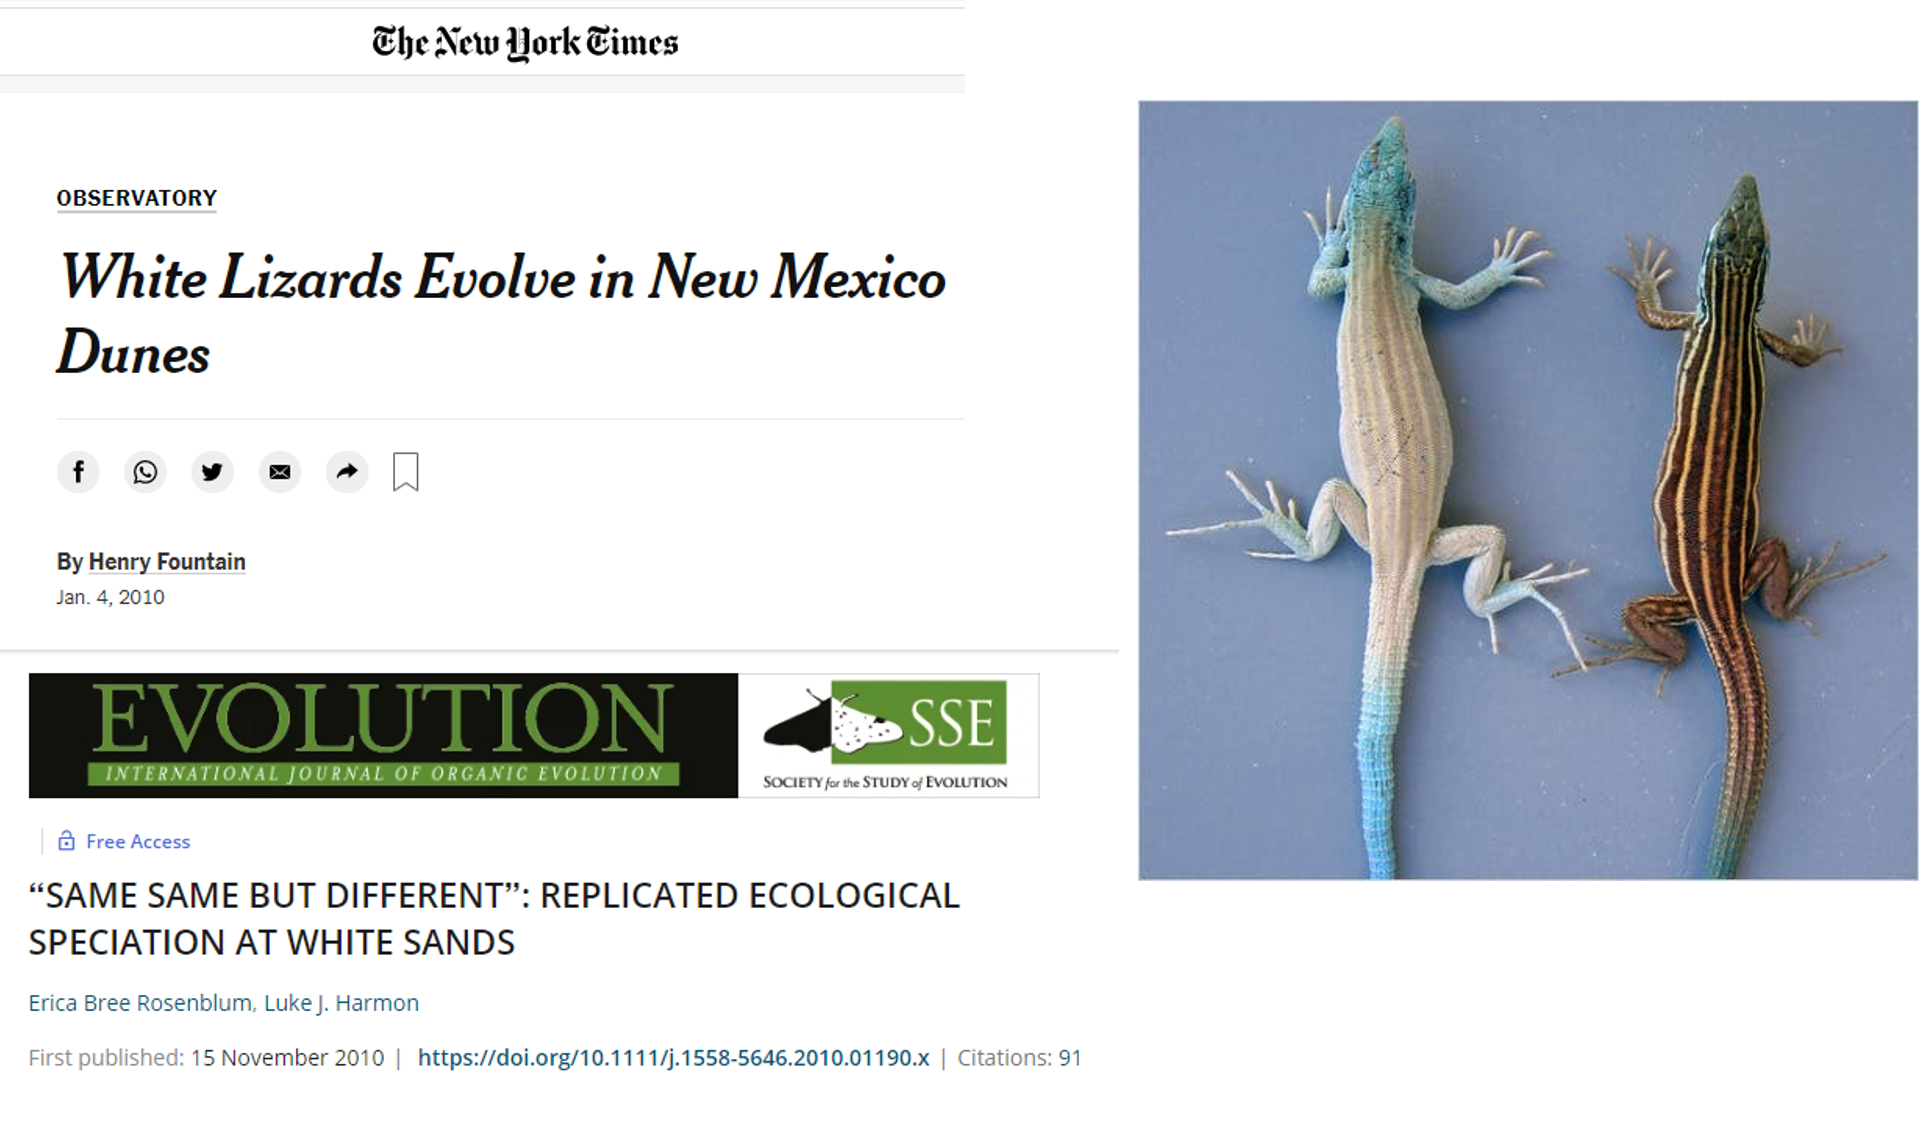 The New York Times
OBSERVATORY
White Lizards Evolve in New Mexico
Dunes
By Henry Fountain
Jan. 4, 2010
EVOLUTION
INTERNATIONAL JOURNAL OF ORGANIC EVOLUTION
SSE
SOCIETY for the STUDY of EVOLUTION
Free Access
“SAME SAME BUT DIFFERENT”: REPLICATED ECOLOGICAL
SPECIATION AT WHITE SANDS
Erica Bree Rosenblum, Luke J. Harmon
First published: 15 November 2010 | https://doi.org/10.1111/j.1558-5646.2010.01190.x | Citations: 91